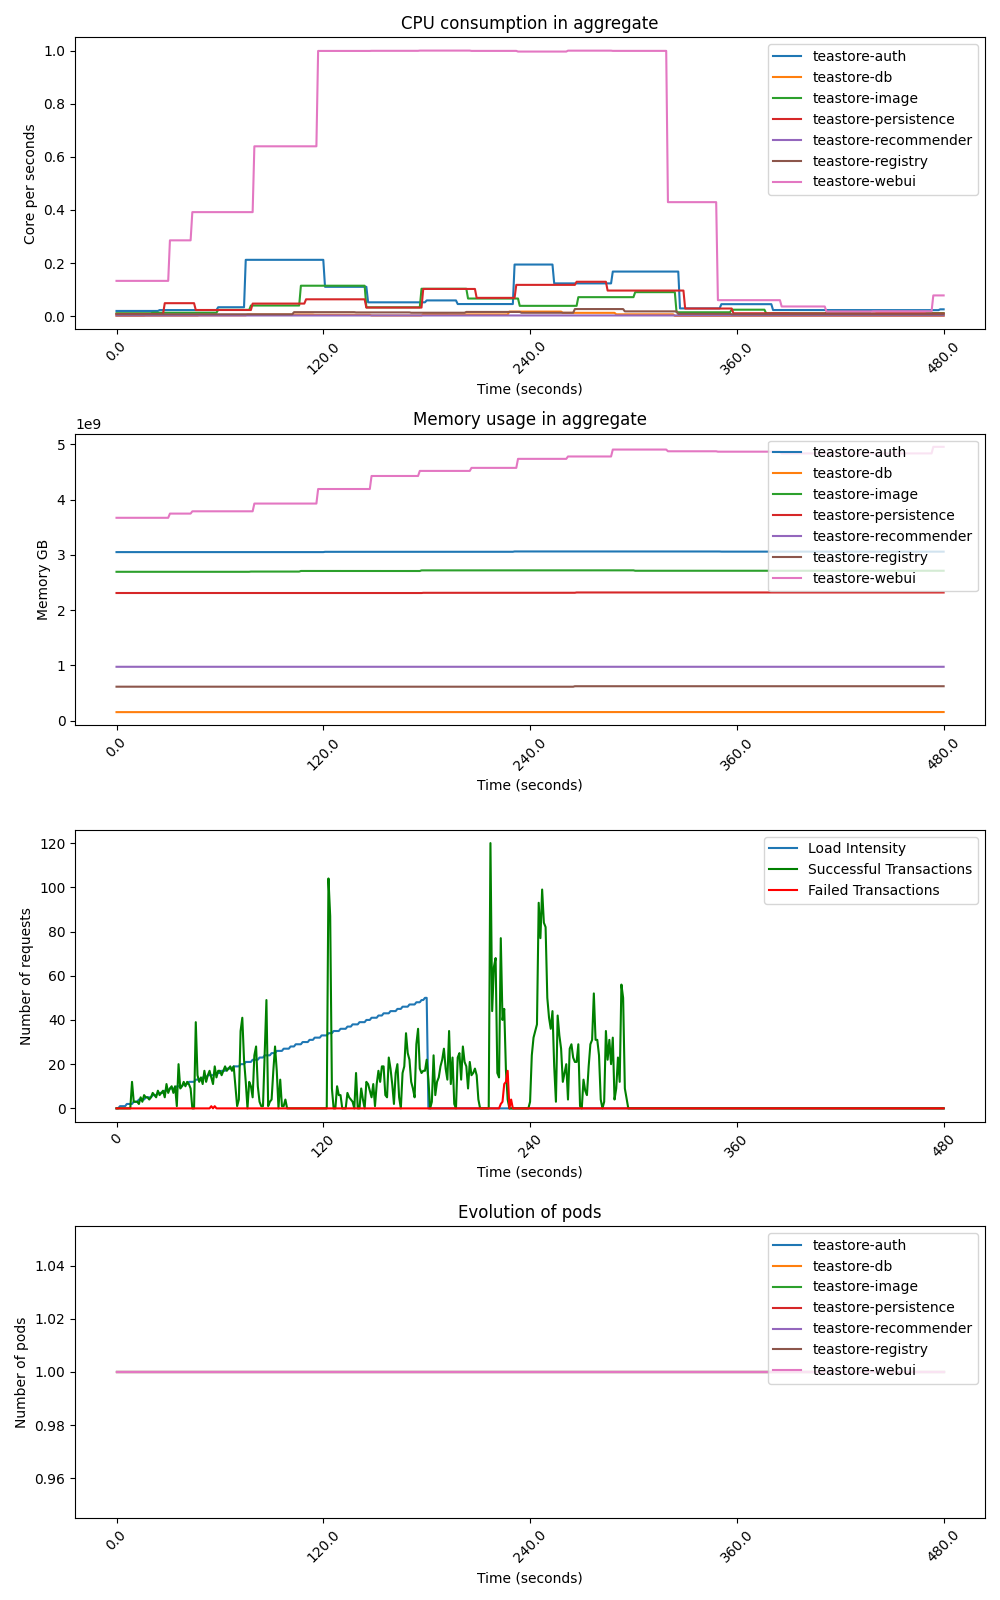 CPU consumption in aggregate
Core per seconds
1.0
0.8
0.6
0.4
0.2
0.0
teastore-auth
teastore-db
teastore-image
teastore-persistence
teastore-recommender
teastore-registry
teastore-webui
0.0 120.0 240.0 360.0 480.0
Time (seconds)
Memory usage in aggregate
1e9
Memory GB
5
4
3
2
1
0
teastore-auth
teastore-db
teastore-image
teastore-persistence
teastore-recommender
teastore-registry
teastore-webui
0.0 120.0 240.0 360.0 480.0
Time (seconds)
Number of requests
120
100
80
60
40
20
0
Load Intensity
Successful Transactions
Failed Transactions
0 120 240 360 480
Time (seconds)
Evolution of pods
Number of pods
1.04
1.02
1.00
0.98
0.96
teastore-auth
teastore-db
teastore-image
teastore-persistence
teastore-recommender
teastore-registry
teastore-webui
0.0 120.0 240.0 360.0 480.0
Time (seconds)